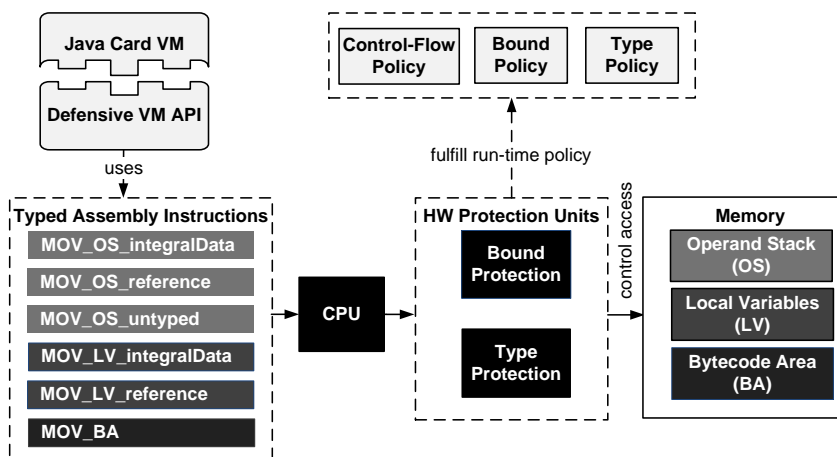 Java Card VM
Defensive VM API
uses
Control-Flow
Policy
Bound
Policy
Type
Policy
fulfill run-time policy
Typed Assembly Instructions
MOV_OS_integralData
MOV_OS_reference
MOV_OS_untyped
MOV_LV_integralData
MOV_LV_reference
MOV_BA
CPU
HW Protection Units
Bound
Protection
Type
Protection
control access
Memory
Operand Stack
(OS)
Local Variables
(LV)
Bytecode Area
(BA)